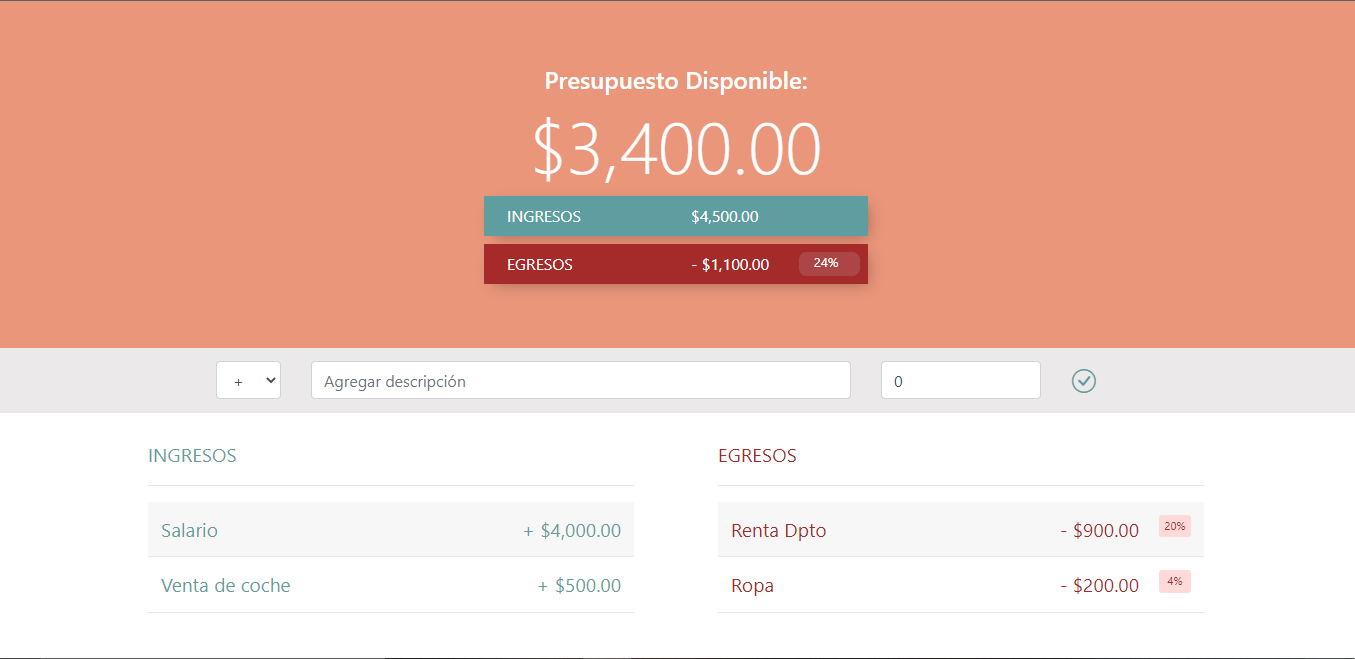 Presupuesto Disponible:
$3,400.00
INGRESOS $4,500.00
EGRESOS - $1,100.00 24%
+ Agregar descripción 0
INGRESOS
Salario + $4,000.00
Venta de coche + $500.00
EGRESOS
Renta Dpto - $900.00 20%
Ropa - $200.00 4%